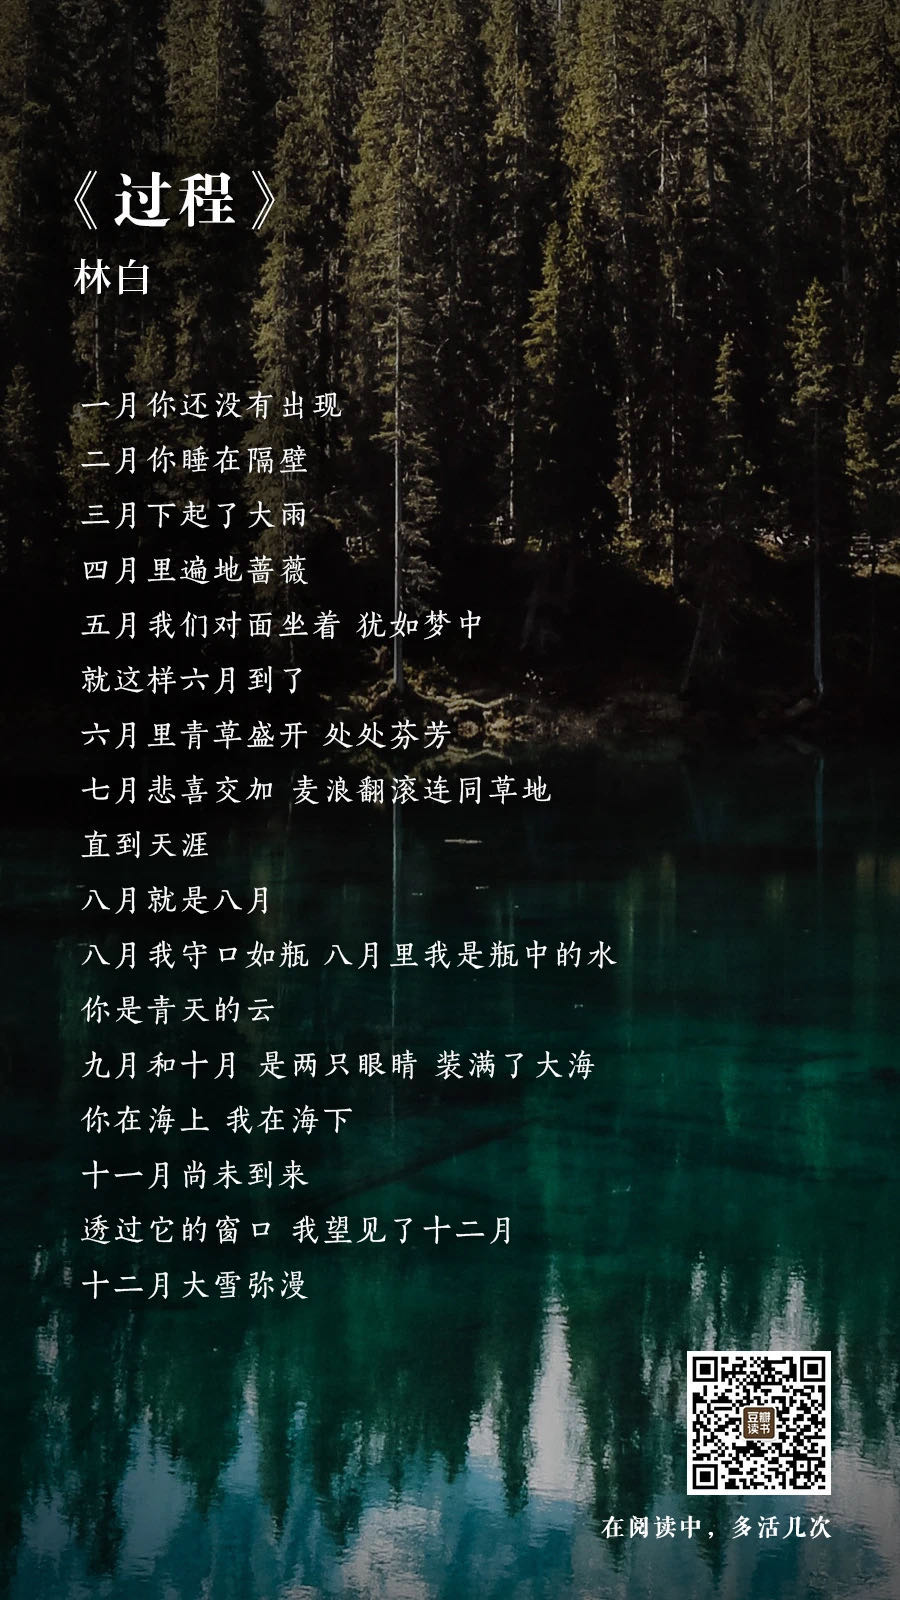 《过程》
林白
一月你还没有出现
二月你睡在隔壁
三月下起了大雨
四月里遍地蔷薇
五月我们对面坐着 犹如梦中
就这样六月到了
六月里青草盛开 处处芬芳
七月悲喜交加 麦浪翻滚连同草地
直到天涯
八月就是八月
八月我守口如瓶 八月里我是瓶中的水
你是青天的云
九月和十月 是两只眼睛 装满了大海
你在海上 我在海下
十一月尚未到来
透过它的窗口 我望见了十二月
十二月大雪弥漫
豆瓣
读书
在阅读中，多活几次